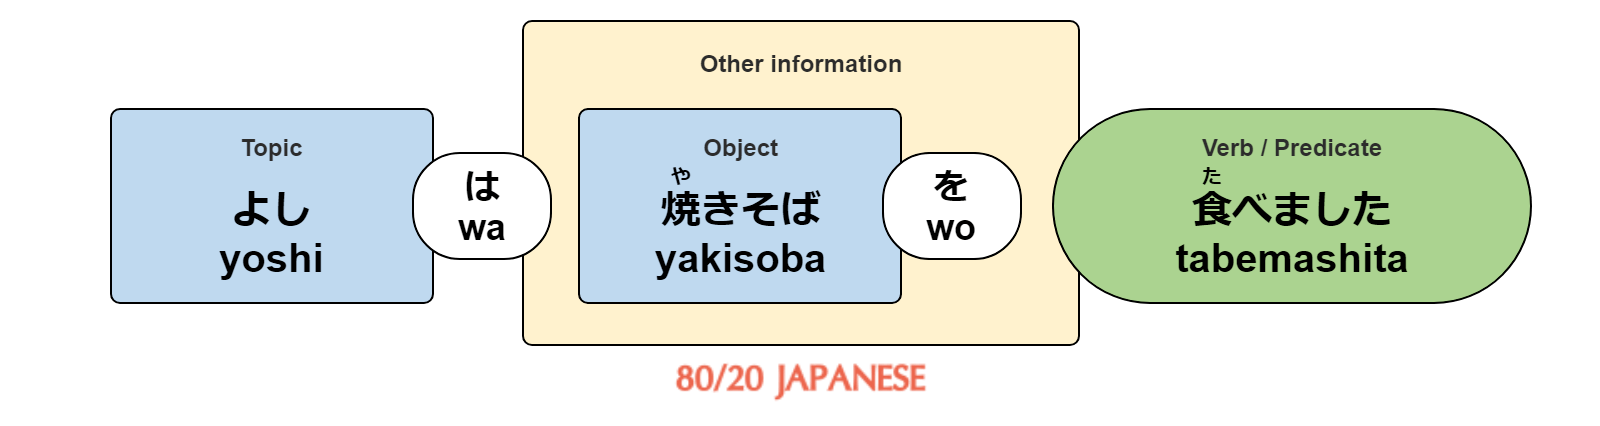 Other information
Topic
よし
yoshi
は
wa
Object
や
焼きそば
yakisoba
を
wo
Verb / Predicate
た
食べました
tabemashita
80/20 JAPANESE